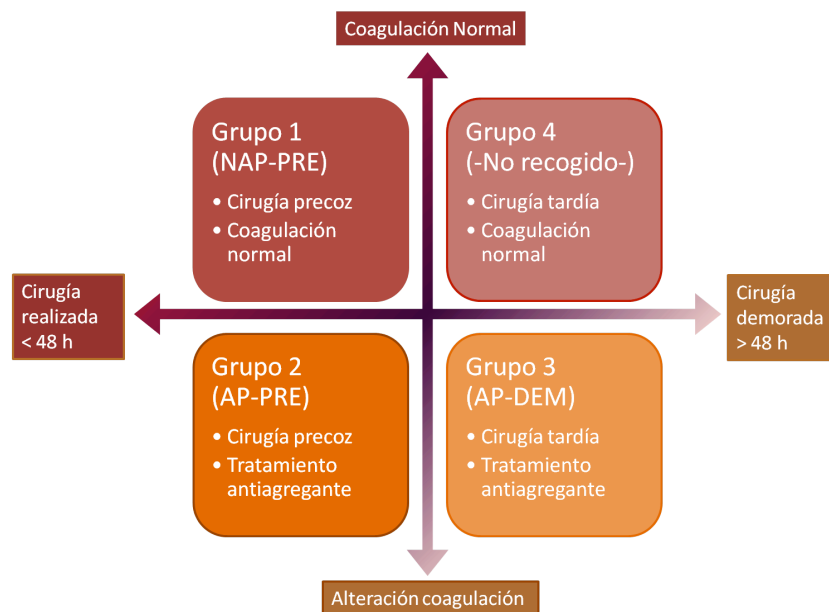 Coagulación Normal
Grupo 1
(NAP-PRE)
• Cirugía precoz
• Coagulación
normal
Grupo 4
(-No recogido-)
• Cirugía tardía
• Coagulación
normal
Cirugía
realizada
< 48 h
Cirugía
demorada
> 48 h
Grupo 2
(AP-PRE)
• Cirugía precoz
• Tratamiento
antiagregante
Grupo 3
(AP-DEM)
• Cirugía tardía
• Tratamiento
antiagregante
Alteración coagulación